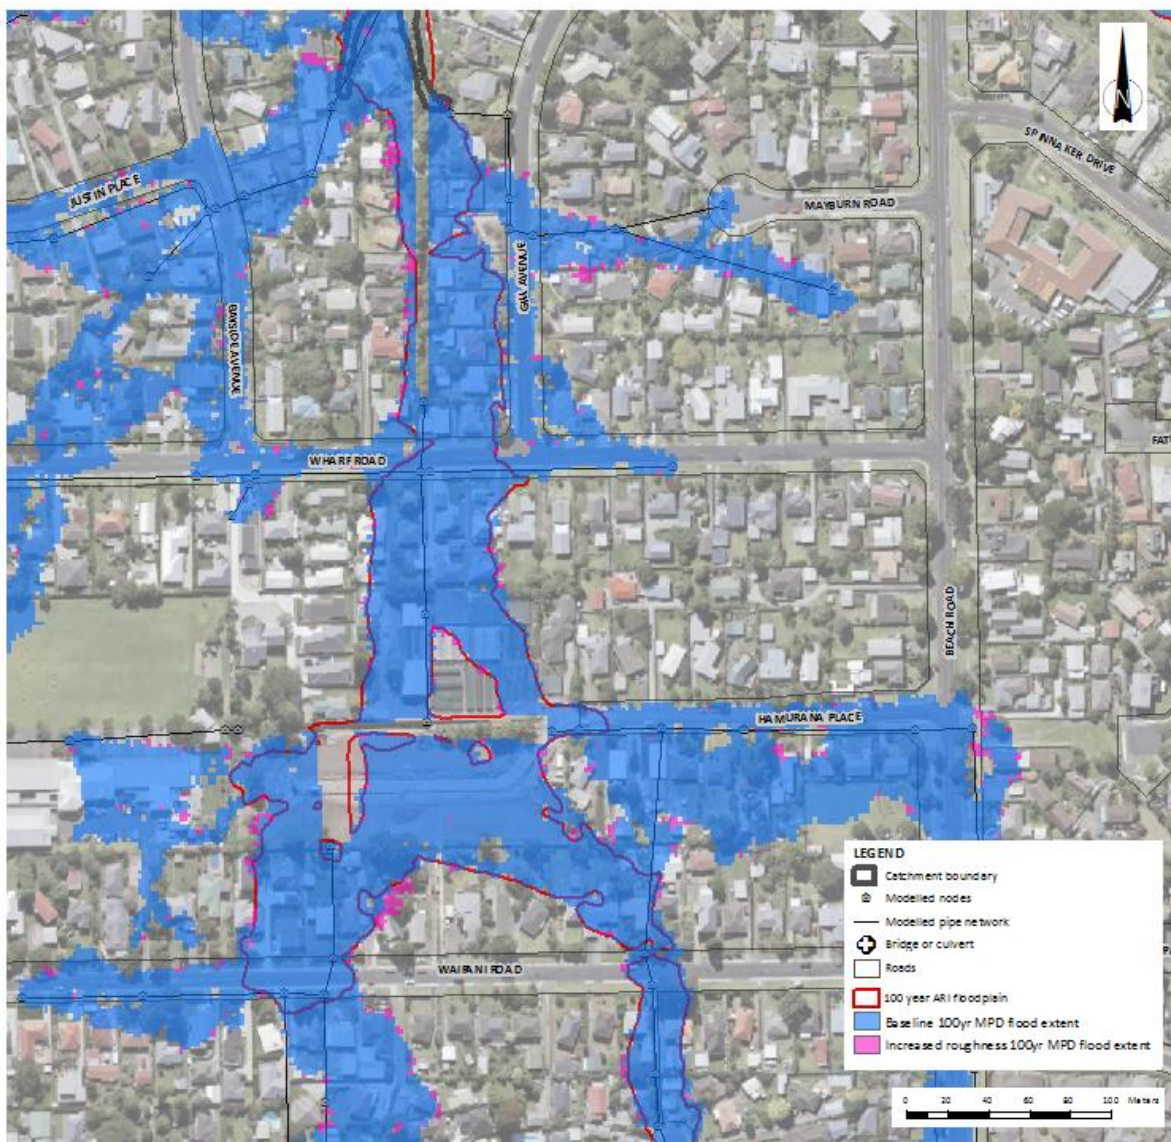 N
SPINNAKER DRIVE
JUSTIN PLACE
MAYBURN ROAD
GILL AVENUE
BAYSIDE AVENUE
WHARF ROAD
BEACH ROAD
HAMURANA PLACE
WAIPANI ROAD
LEGEND
Catchment boundary
Modelled nodes
Modelled pipe network
Bridge or culvert
Roads
100 year ARI floodplain
Baseline 100yr MPD flood extent
Increased roughness 100yr MPD flood extent
0 20 40 60 80 100 Meters